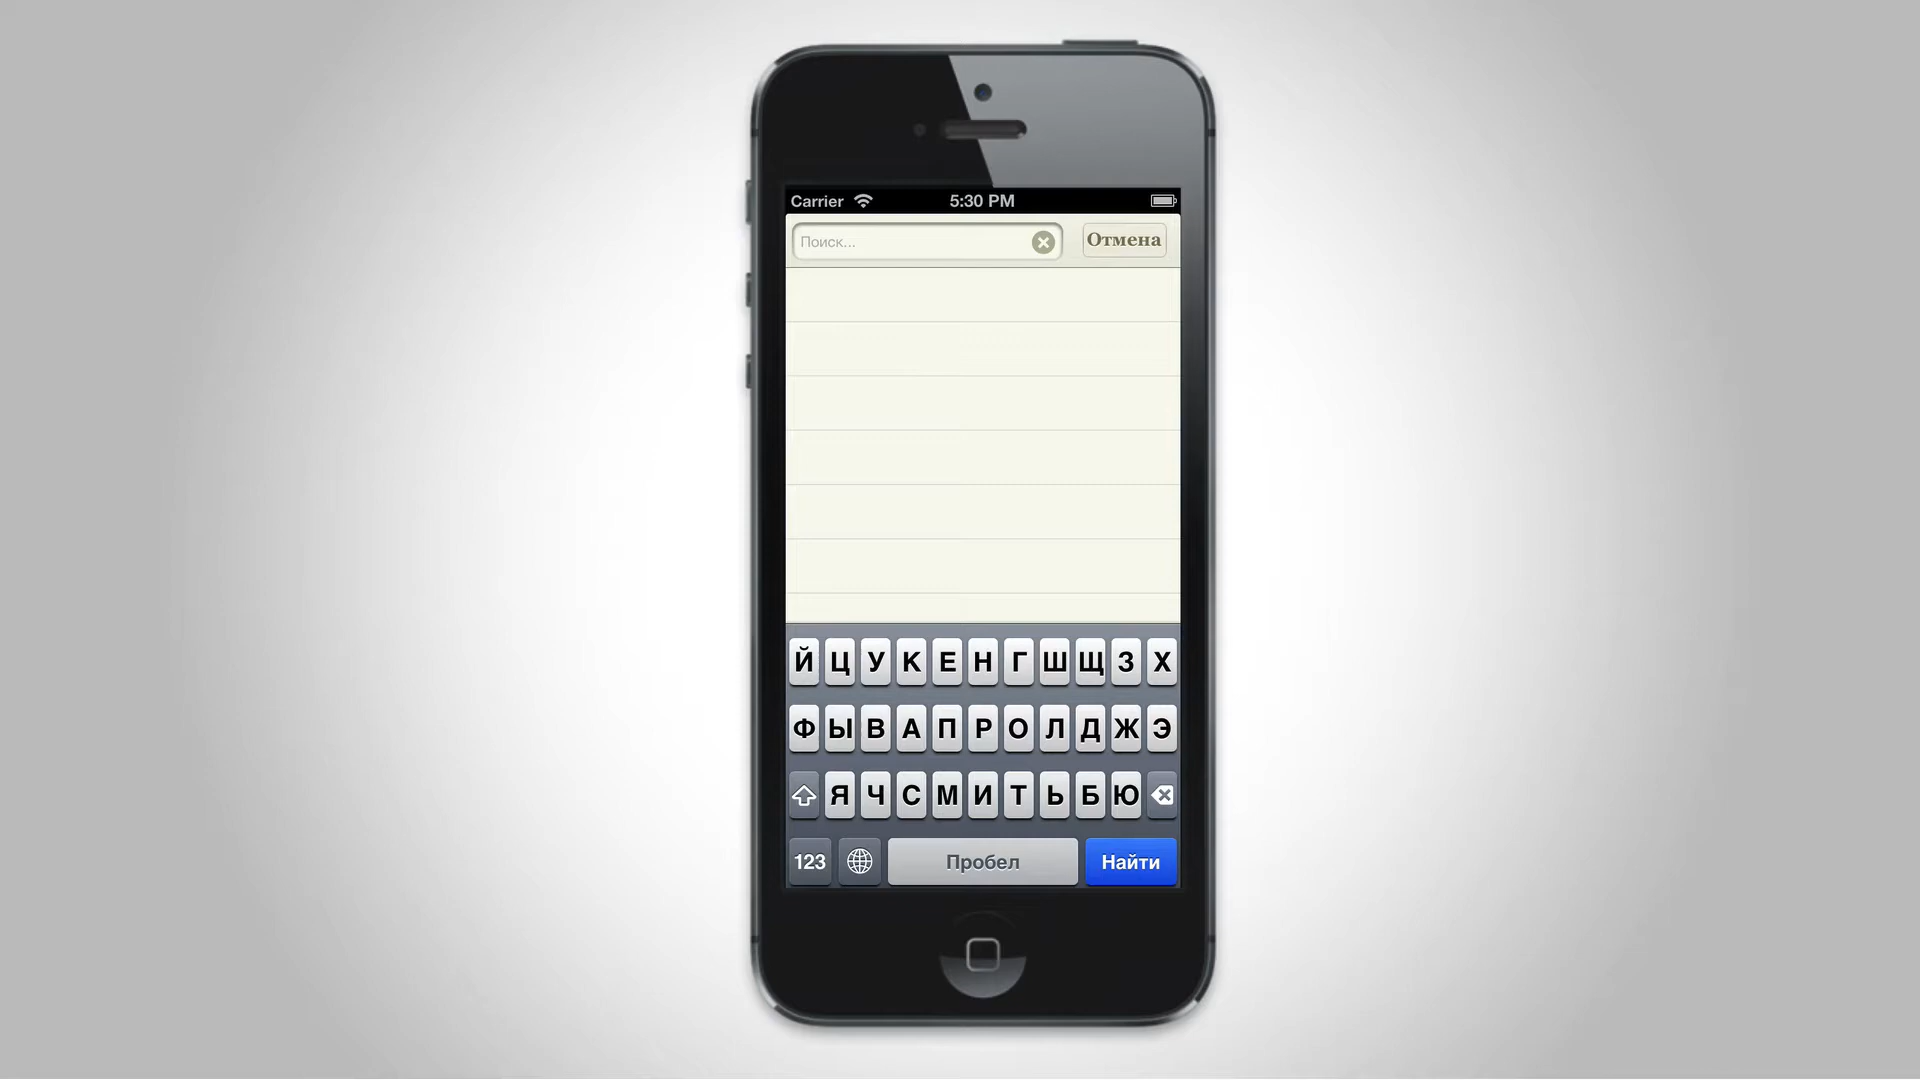 Carrier 5:30 PM
Поиск... Отмена
Й Ц У К Е Н Г Ш Щ З Х
Ф Ы В А П Р О Л Д Ж Э
Я Ч С М И Т Ь Б Ю
123 Пробел Найти